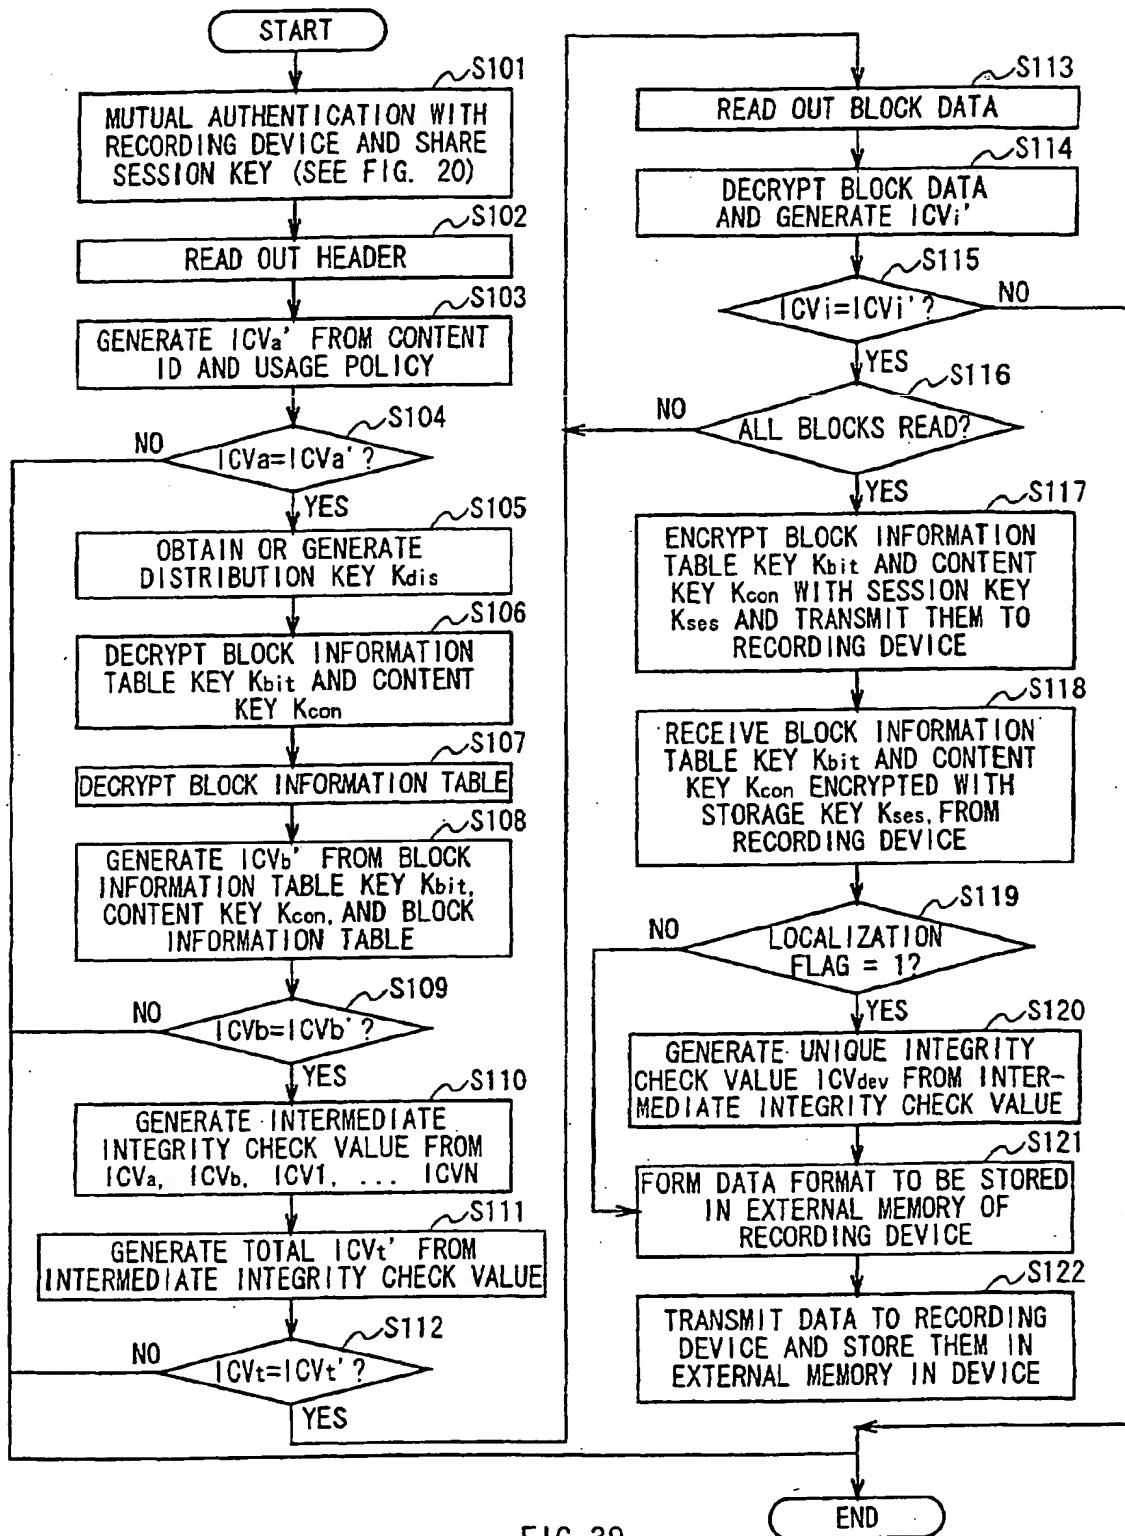 START
S101
MUTUAL AUTHENTICATION WITH
RECORDING DEVICE AND SHARE
SESSION KEY (SEE FIG. 20)
S102
READ OUT HEADER
S103
GENERATE ICVa' FROM CONTENT
ID AND USAGE POLICY
S104
ICVa=ICVa'?
NO
YES
S105
OBTAIN OR GENERATE
DISTRIBUTION KEY Kdis
S106
DECRYPT BLOCK INFORMATION
TABLE KEY Kbit AND CONTENT
KEY Kcon
S107
DECRYPT BLOCK INFORMATION TABLE
S108
GENERATE ICVb' FROM BLOCK
INFORMATION TABLE KEY Kbit,
CONTENT KEY Kcon, AND BLOCK
INFORMATION TABLE
S109
ICVb=ICVb'?
NO
YES
S110
GENERATE INTERMEDIATE
INTEGRITY CHECK VALUE FROM
ICVa, ICVb, ICV1, ... ICVN
S111
GENERATE TOTAL ICVt' FROM
INTERMEDIATE INTEGRITY CHECK VALUE
S112
ICVt=ICVt'?
NO
YES
S113
READ OUT BLOCK DATA
S114
DECRYPT BLOCK DATA
AND GENERATE ICVi'
S115
ICVi=ICVi'?
NO
YES
S116
ALL BLOCKS READ?
NO
YES
S117
ENCRYPT BLOCK INFORMATION
TABLE KEY Kbit AND CONTENT
KEY Kcon WITH SESSION KEY
Kses AND TRANSMIT THEM TO
RECORDING DEVICE
S118
RECEIVE BLOCK INFORMATION
TABLE KEY Kbit AND CONTENT
KEY Kcon ENCRYPTED WITH
STORAGE KEY Kses, FROM
RECORDING DEVICE
S119
LOCALIZATION
FLAG = 1?
NO
YES
S120
GENERATE UNIQUE INTEGRITY
CHECK VALUE ICVdev FROM INTER-
MEDIATE INTEGRITY CHECK VALUE
S121
FORM DATA FORMAT TO BE STORED
IN EXTERNAL MEMORY OF
RECORDING DEVICE
S122
TRANSMIT DATA TO RECORDING
DEVICE AND STORE THEM IN
EXTERNAL MEMORY IN DEVICE
END